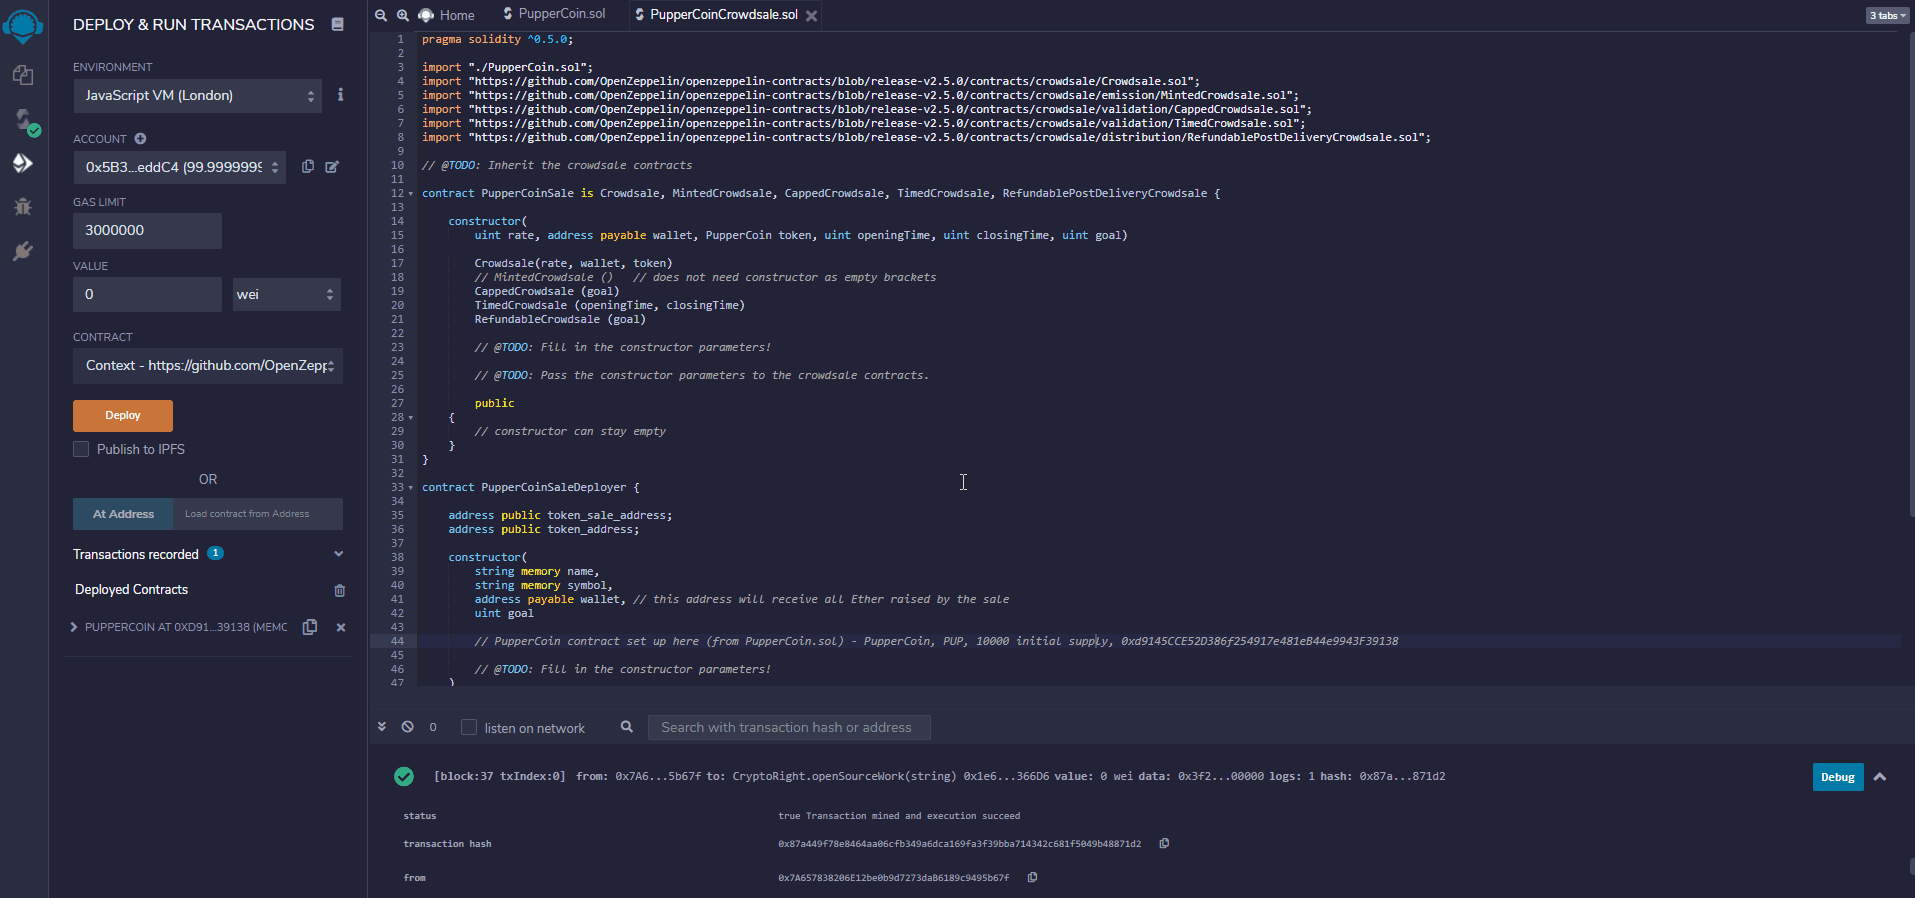 DEPLOY & RUN TRANSACTIONS
ENVIRONMENT
JavaScript VM (London)
ACCOUNT
0x5B3...eddC4 (99.9999999
GAS LIMIT
3000000
VALUE
0
wei
CONTRACT
Context - https://github.com/OpenZepp
Deploy
Publish to IPFS
OR
At Address
Load contract from Address
Transactions recorded 1
Deployed Contracts
PUPPERCOIN AT 0XD91...39138 (MEMC
Home
PupperCoin.sol
PupperCoinCrowdsale.sol
3 tabs
1 pragma solidity ^0.5.0;
2
3 import "./PupperCoin.sol";
4 import "https://github.com/OpenZeppelin/openzeppelin-contracts/blob/release-v2.5.0/contracts/crowdsale/Crowdsale.sol";
5 import "https://github.com/OpenZeppelin/openzeppelin-contracts/blob/release-v2.5.0/contracts/crowdsale/emission/MintedCrowdsale.sol";
6 import "https://github.com/OpenZeppelin/openzeppelin-contracts/blob/release-v2.5.0/contracts/crowdsale/validation/CappedCrowdsale.sol";
7 import "https://github.com/OpenZeppelin/openzeppelin-contracts/blob/release-v2.5.0/contracts/crowdsale/validation/TimedCrowdsale.sol";
8 import "https://github.com/OpenZeppelin/openzeppelin-contracts/blob/release-v2.5.0/contracts/crowdsale/distribution/RefundablePostDeliveryCrowdsale.sol";
9
10 // @TODO: Inherit the crowdsale contracts
11
12 contract PupperCoinSale is Crowdsale, MintedCrowdsale, CappedCrowdsale, TimedCrowdsale, RefundablePostDeliveryCrowdsale {
13
14 constructor(
15 uint rate, address payable wallet, PupperCoin token, uint openingTime, uint closingTime, uint goal)
16
17 Crowdsale(rate, wallet, token)
18 // MintedCrowdsale () // does not need constructor as empty brackets
19 CappedCrowdsale (goal)
20 TimedCrowdsale (openingTime, closingTime)
21 RefundableCrowdsale (goal)
22
23 // @TODO: Fill in the constructor parameters!
24
25 // @TODO: Pass the constructor parameters to the crowdsale contracts.
26
27 public
28 {
29 // constructor can stay empty
30 }
31 }
32
33 contract PupperCoinSaleDeployer {
34
35 address public token_sale_address;
36 address public token_address;
37
38 constructor(
39 string memory name,
40 string memory symbol,
41 address payable wallet, // this address will receive all Ether raised by the sale
42 uint goal
43
44 // PupperCoin contract set up here (from PupperCoin.sol) - PupperCoin, PUP, 10000 initial supply, 0xd9145CCE52D386f254917e481eB44e9943F39138
45
46 // @TODO: Fill in the constructor parameters!
47 )
0
listen on network
Search with transaction hash or address
[block:37 txIndex:0] from: 0x7A6...5b67f to: CryptoRight.openSourceWork(string) 0x1e6...366D6 value: 0 wei data: 0x3f2...00000 logs: 1 hash: 0x87a...871d2
Debug
status true Transaction mined and execution succeed
transaction hash 0x87a449f78e8464aa06cfb349a6dca169fa3f39bba714342c681f5049b48871d2
from 0x7A657838206E12be0b9d7273daB6189c9495b67f